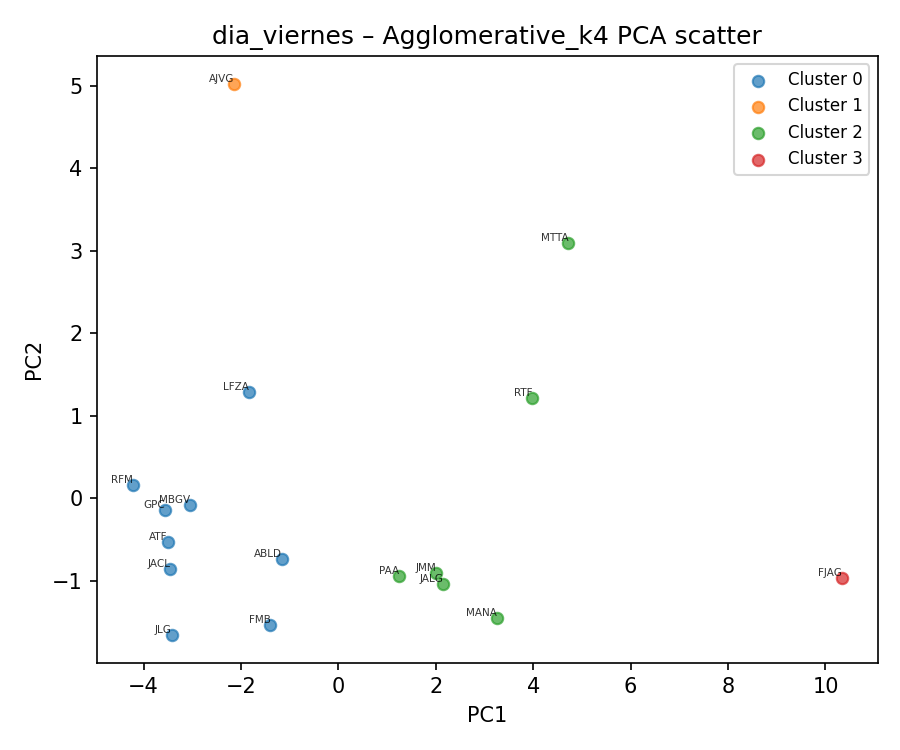 dia_viernes – Agglomerative_k4 PCA scatter
Cluster 0
Cluster 1
Cluster 2
Cluster 3
PC2
5
4
3
2
1
0
−1
AJVG
MTTA
LFZA
RTF
RFM
MBGV
GPC
ATF
ABLD
JACL
JMM
PAA
JALG
FJAG
MANA
FMB
JLG
−4
−2
0
2
4
6
8
10
PC1